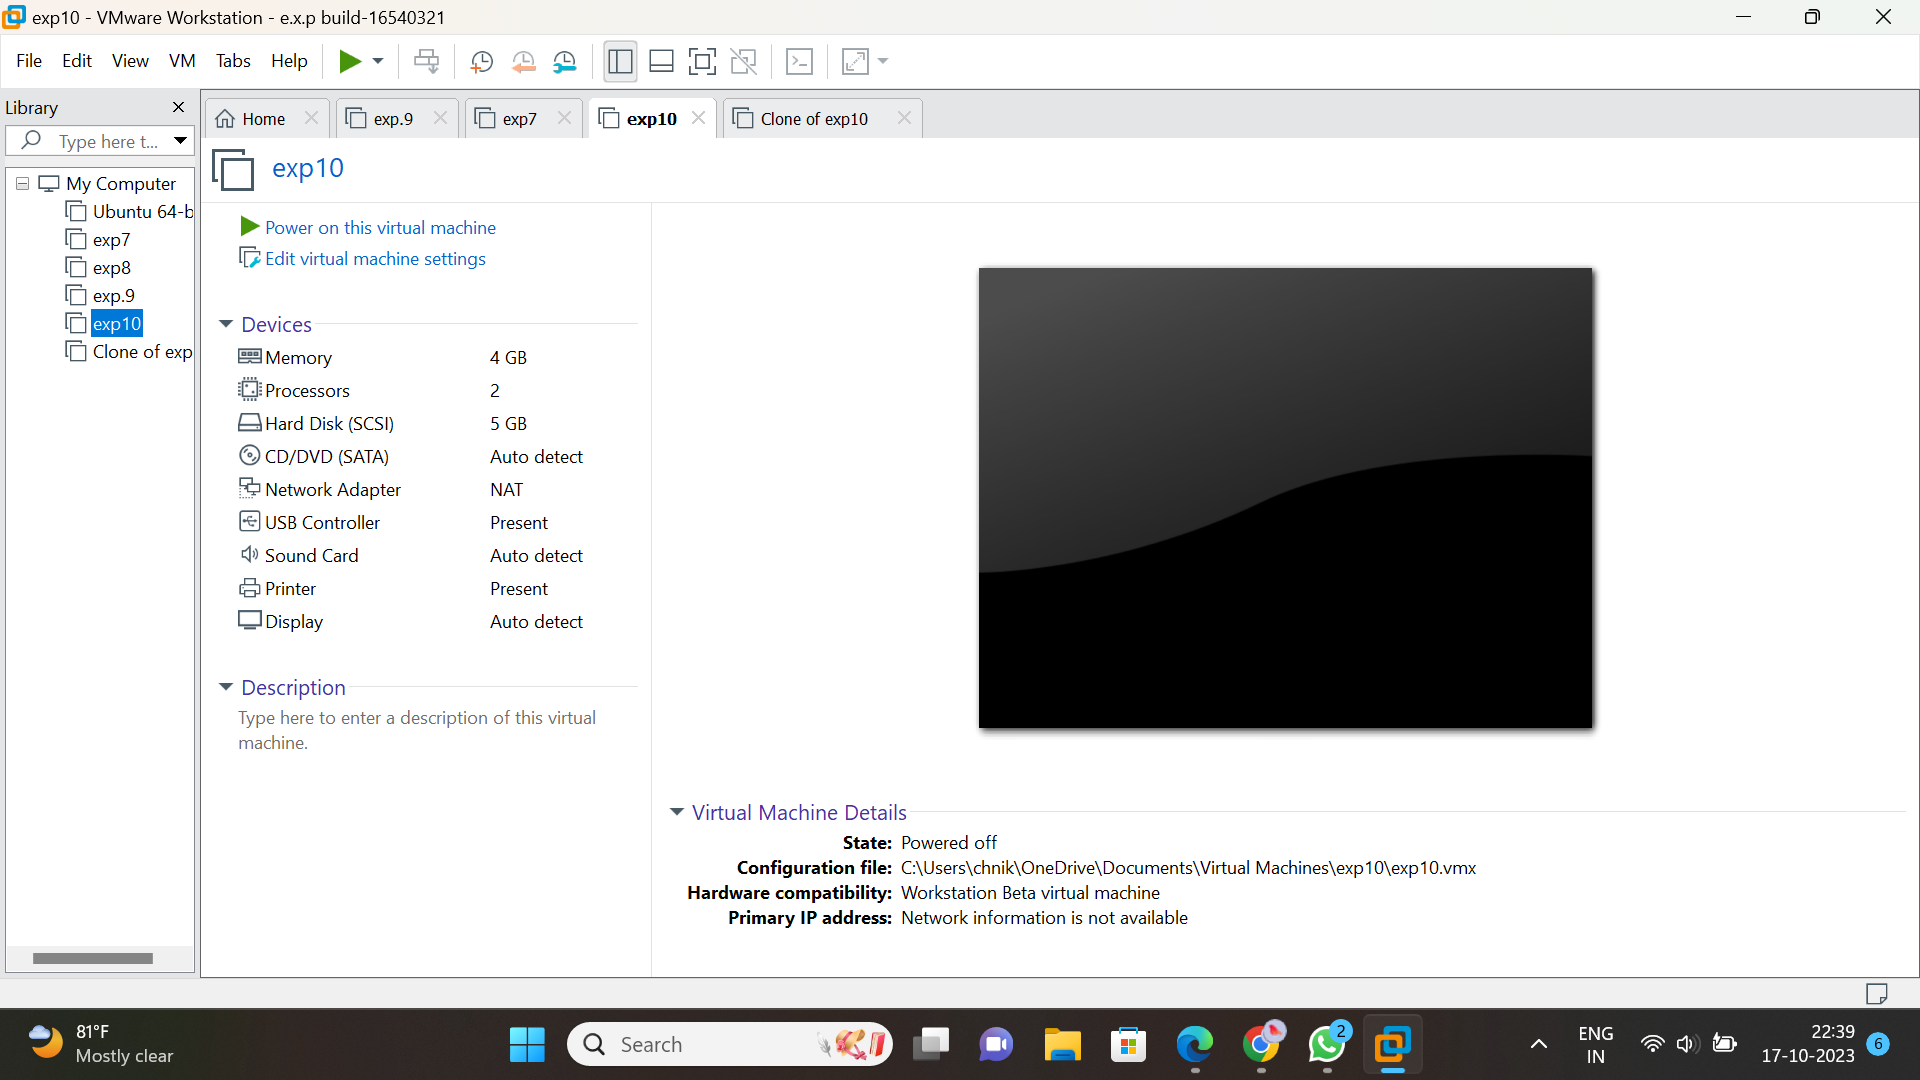 exp10 - VMware Workstation - e.x.p build-16540321
File Edit View VM Tabs Help
Library
Type here t...
My Computer
Ubuntu 64-b
exp7
exp8
exp.9
exp10
Clone of exp
Home exp.9 exp7 exp10 Clone of exp10
exp10
Power on this virtual machine
Edit virtual machine settings
Devices
Memory 4 GB
Processors 2
Hard Disk (SCSI) 5 GB
CD/DVD (SATA) Auto detect
Network Adapter NAT
USB Controller Present
Sound Card Auto detect
Printer Present
Display Auto detect
Description
Type here to enter a description of this virtual
machine.
Virtual Machine Details
State: Powered off
Configuration file: C:\Users\chnik\OneDrive\Documents\Virtual Machines\exp10\exp10.vmx
Hardware compatibility: Workstation Beta virtual machine
Primary IP address: Network information is not available
81°F
Mostly clear
Search
2
ENG
IN
22:39
17-10-2023
6